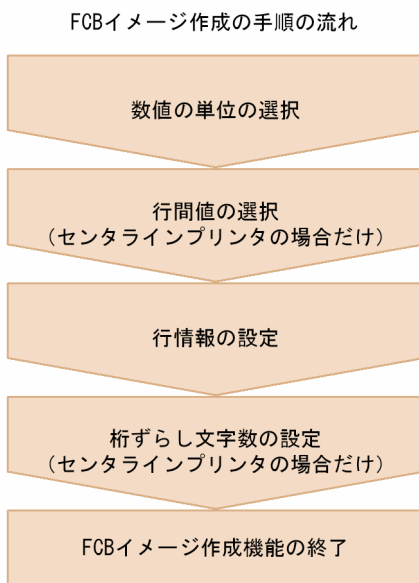 FCBイメージ作成の手順の流れ
数値の単位の選択
行間値の選択
(センタラインプリンタの場合だけ)
行情報の設定
桁ずらし文字数の設定
(センタラインプリンタの場合だけ)
FCBイメージ作成機能の終了